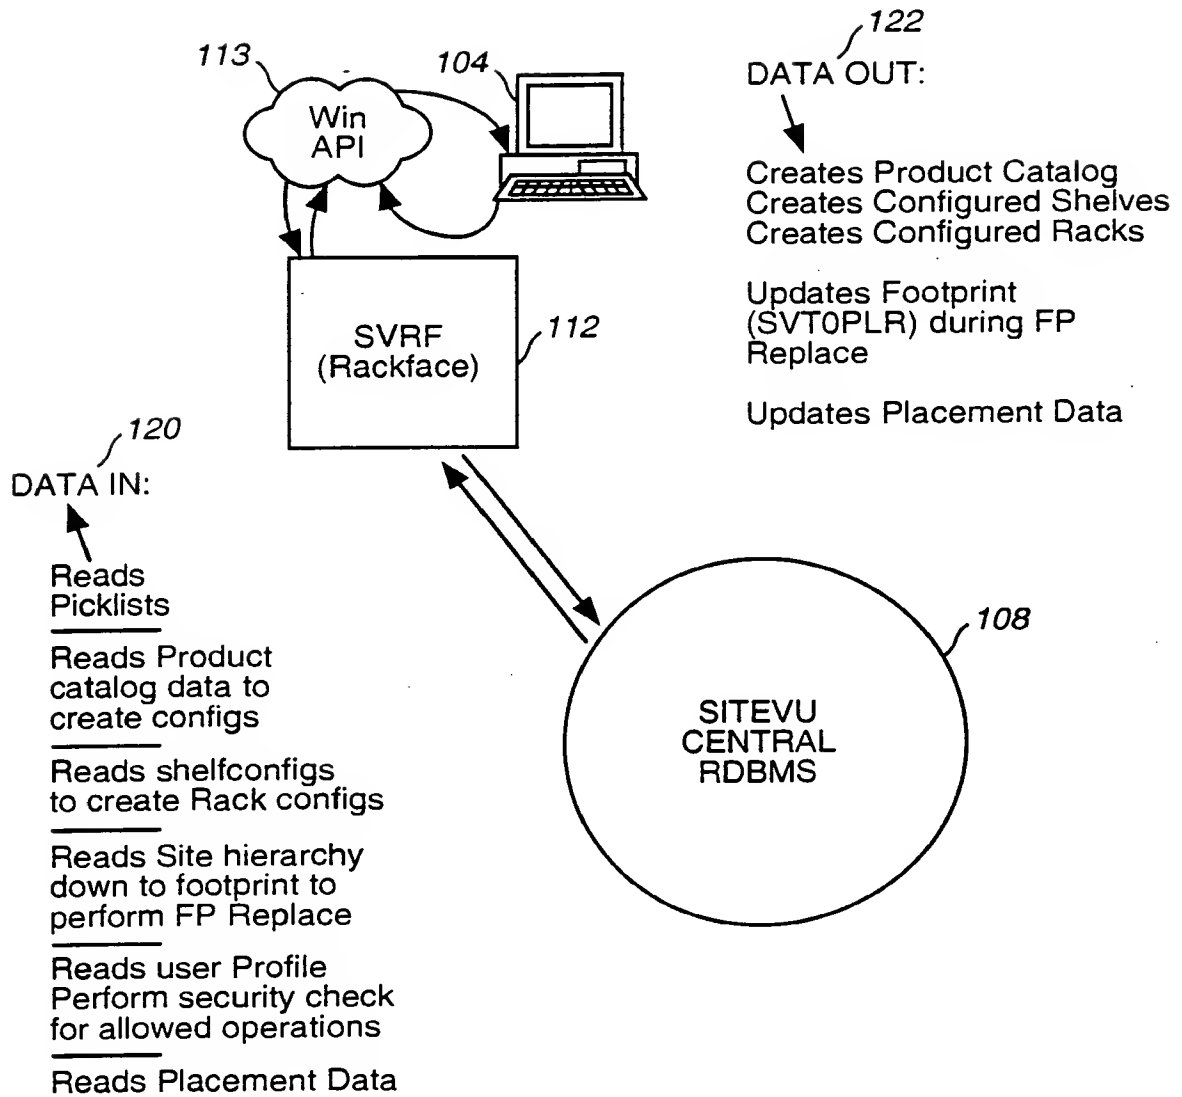 113
Win
API
104
122
DATA OUT:
Creates Product Catalog
Creates Configured Shelves
Creates Configured Racks
Updates Footprint
(SVT0PLR) during FP
Replace
Updates Placement Data
SVRF
(Rackface)
112
120
DATA IN:
Reads
Picklists
Reads Product
catalog data to
create configs
Reads shelfconfigs
to create Rack configs
Reads Site hierarchy
down to footprint to
perform FP Replace
Reads user Profile
Perform security check
for allowed operations
Reads Placement Data
108
SITEVU
CENTRAL
RDBMS